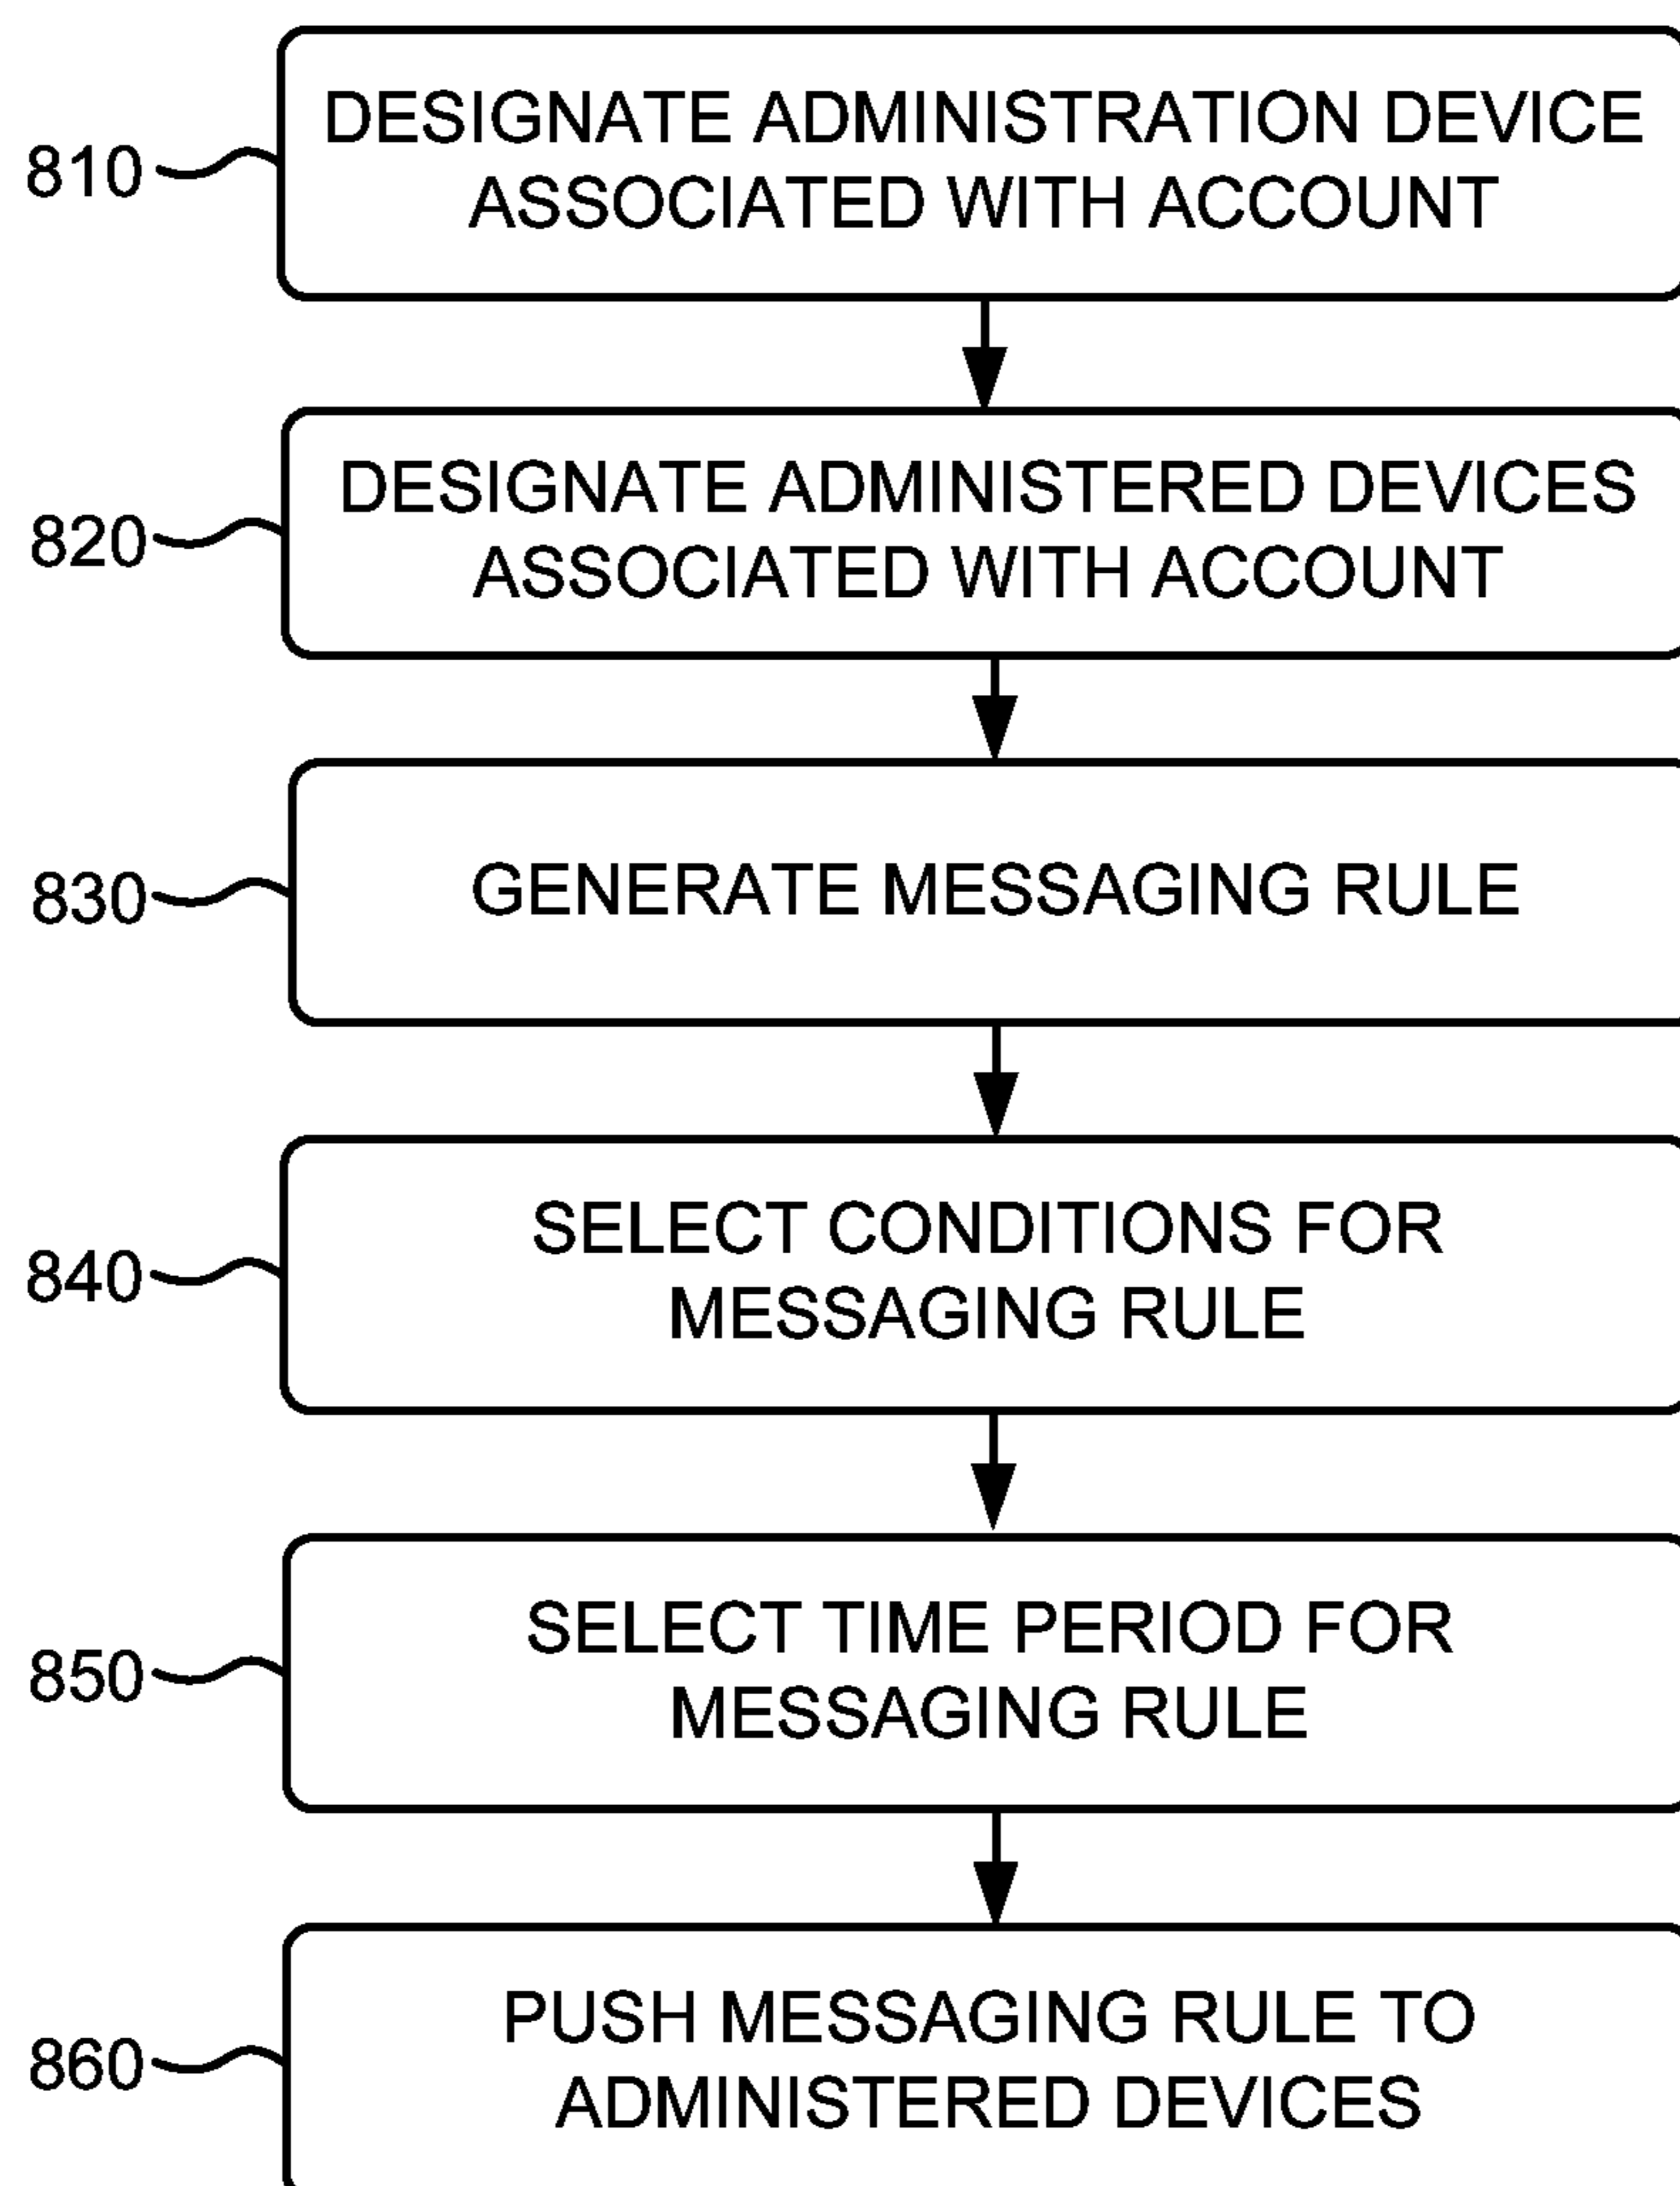 810
DESIGNATE ADMINISTRATION DEVICE
ASSOCIATED WITH ACCOUNT
820
DESIGNATE ADMINISTERED DEVICES
ASSOCIATED WITH ACCOUNT
830
GENERATE MESSAGING RULE
840
SELECT CONDITIONS FOR
MESSAGING RULE
850
SELECT TIME PERIOD FOR
MESSAGING RULE
860
PUSH MESSAGING RULE TO
ADMINISTERED DEVICES